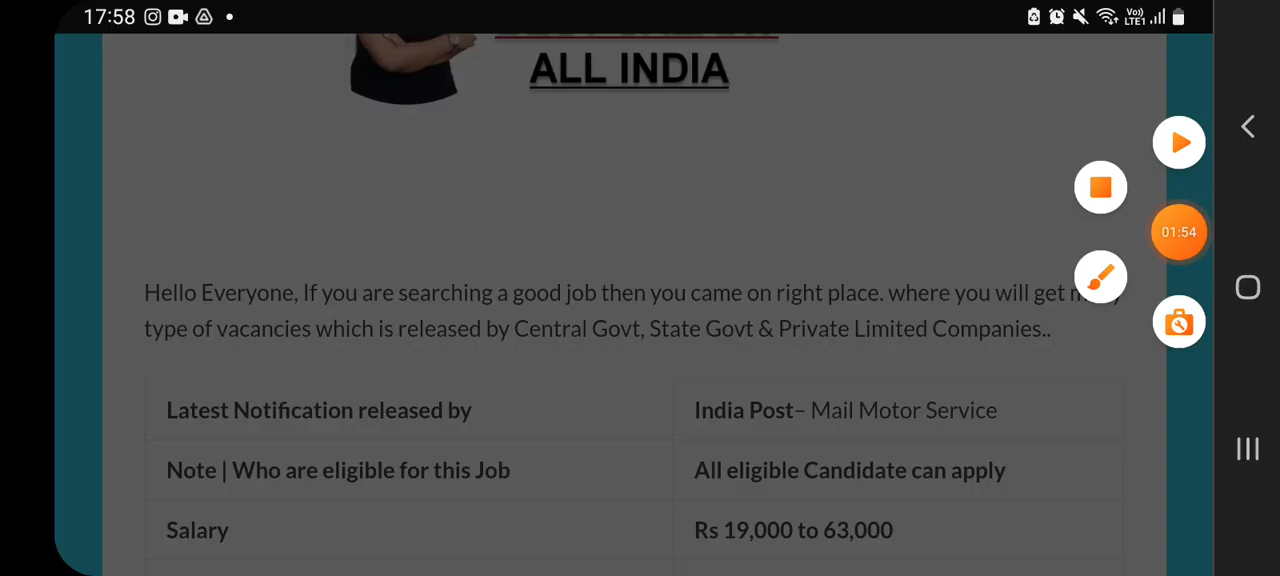 17:58
Vo))
LTE1
ALL INDIA
01:54
Hello Everyone, If you are searching a good job then you came on right place. where you will get
type of vacancies which is released by Central Govt, State Govt & Private Limited Companies..
Latest Notification released by India Post– Mail Motor Service
Note | Who are eligible for this Job All eligible Candidate can apply
Salary Rs 19,000 to 63,000